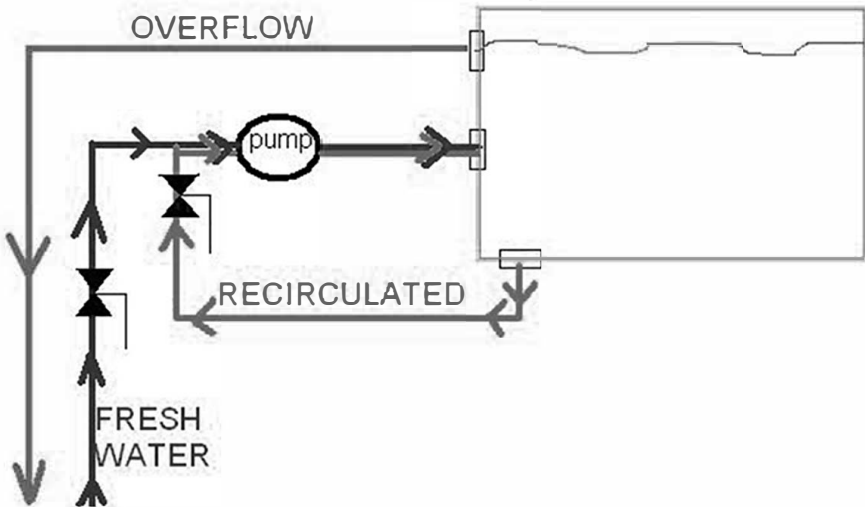 OVERFLOW
pump
RECIRCULATED
FRESH
WATER